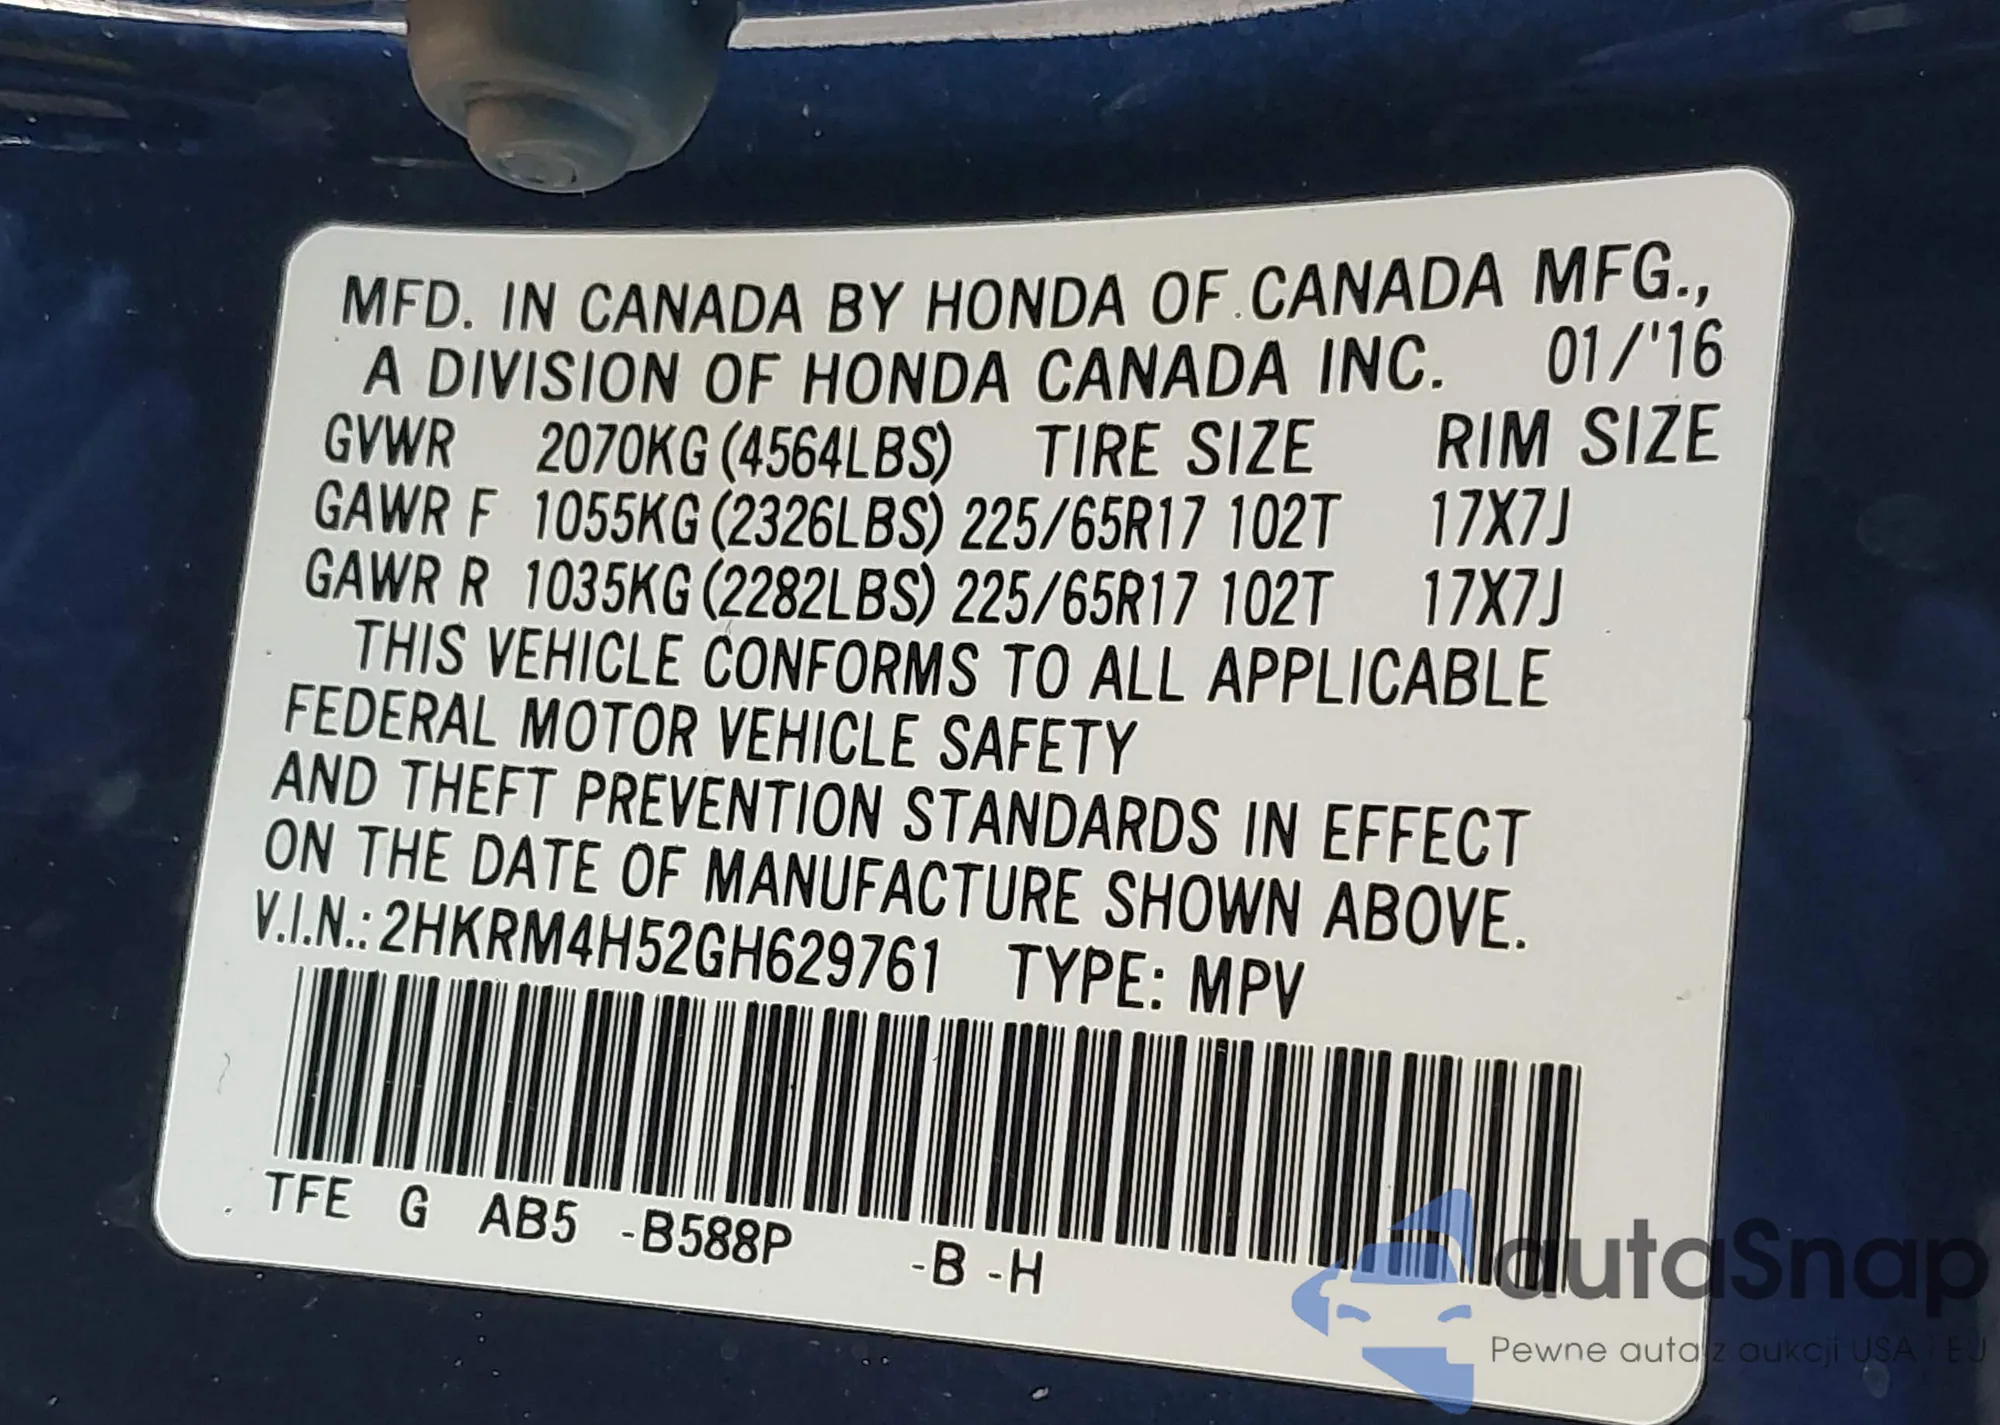 MFD. IN CANADA BY HONDA OF CANADA MFG.,
A DIVISION OF HONDA CANADA INC. 01/'16
GVWR 2070KG (4564LBS) TIRE SIZE RIM SIZE
GAWR F 1055KG (2326LBS) 225/65R17 102T 17X7J
GAWR R 1035KG (2282LBS) 225/65R17 102T 17X7J
THIS VEHICLE CONFORMS TO ALL APPLICABLE
FEDERAL MOTOR VEHICLE SAFETY
AND THEFT PREVENTION STANDARDS IN EFFECT
ON THE DATE OF MANUFACTURE SHOWN ABOVE.
V.I.N.: 2HKRM4H52GH629761 TYPE: MPV
TFE G AB5 -B588P -B -H
autaSnap
Pewne auta z aukcji USA i EU